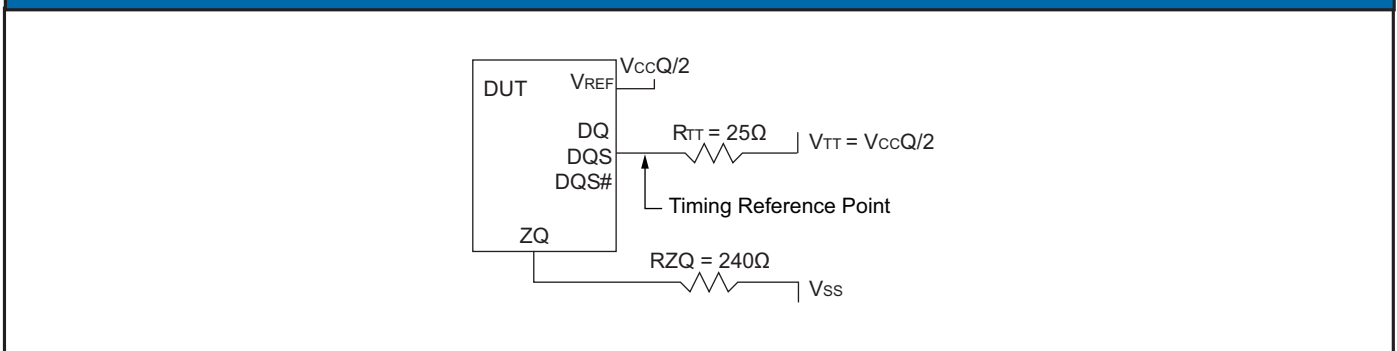 VccQ/2
DUT
VREF
DQ
RTT = 25Ω
VTT = VccQ/2
DQS
DQS#
Timing Reference Point
ZQ
RZQ = 240Ω
Vss